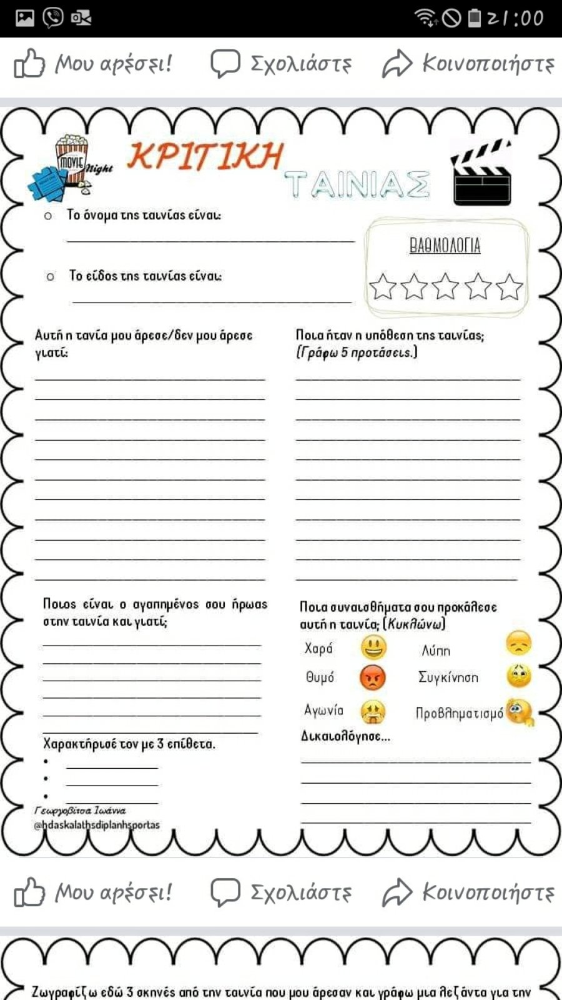 21:00
Μου αρέσει! Σχολιάστε Κοινοποιήστε
MOVIE
Night
ΚΡΙΤΙΚΗ
ΤΑΙΝΙΑΣ
Το όνομα της ταινίας είναι:
ΒΑΘΜΟΛΟΓΙΑ
Το είδος της ταινίας είναι:
Αυτή η τανία μου άρεσε/δεν μου άρεσε
γιατί:
Ποια ήταν η υπόθεση της ταινίας;
(Γράφω 5 προτάσεις.)
Ποιος είναι ο αγαπημένος σου ήρωας
στην ταινία και γιατί;
Χαρακτήρισέ τον με 3 επίθετα.
Ποια συναισθήματα σου προκάλεσε
αυτή η ταινία; (Κυκλώνω)
Χαρά Λύπη
Θυμό Συγκίνηση
Αγωνία Προβληματισμό
Δικαιολόγησε...
Γεωργοβίτσα Ιωάννα
@hdaskalathsdiplanhsportas
Μου αρέσει! Σχολιάστε Κοινοποιήστε
Ζωγραφίζω εδώ 3 σκηνές από την ταινία που μου άρεσαν και γράφω μια λεζάντα για την